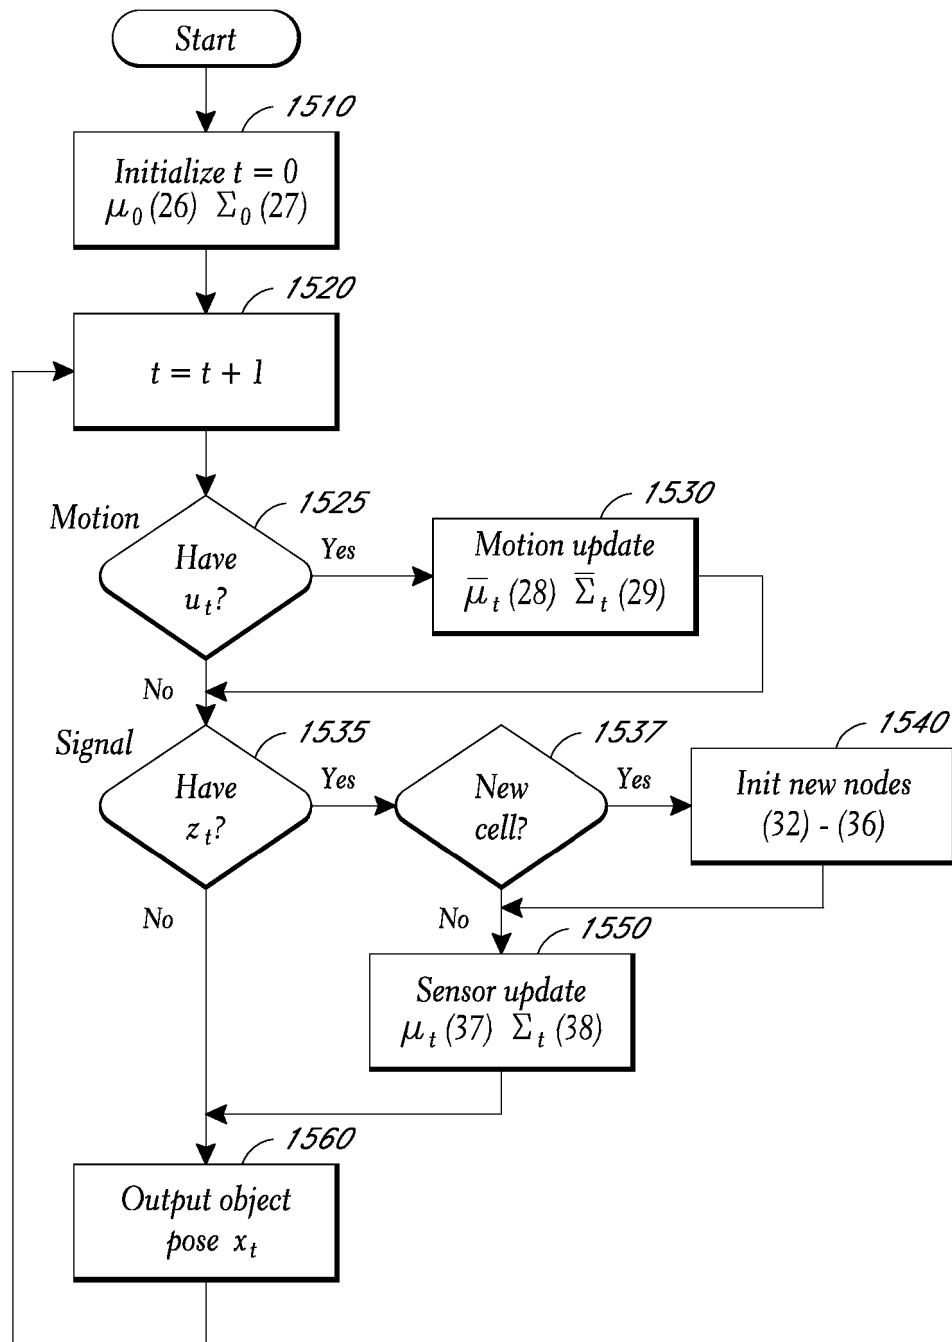 Start
1510
Initialize t = 0
μ0 (26) Σ0 (27)
1520
t = t + 1
1525
Motion
Have
ut?
Yes
No
1530
Motion update
μ̅t (28) Σ̅t (29)
Signal
1535
Have
zt?
Yes
No
1537
New
cell?
Yes
No
1540
Init new nodes
(32) - (36)
1550
Sensor update
μt (37) Σt (38)
1560
Output object
pose xt